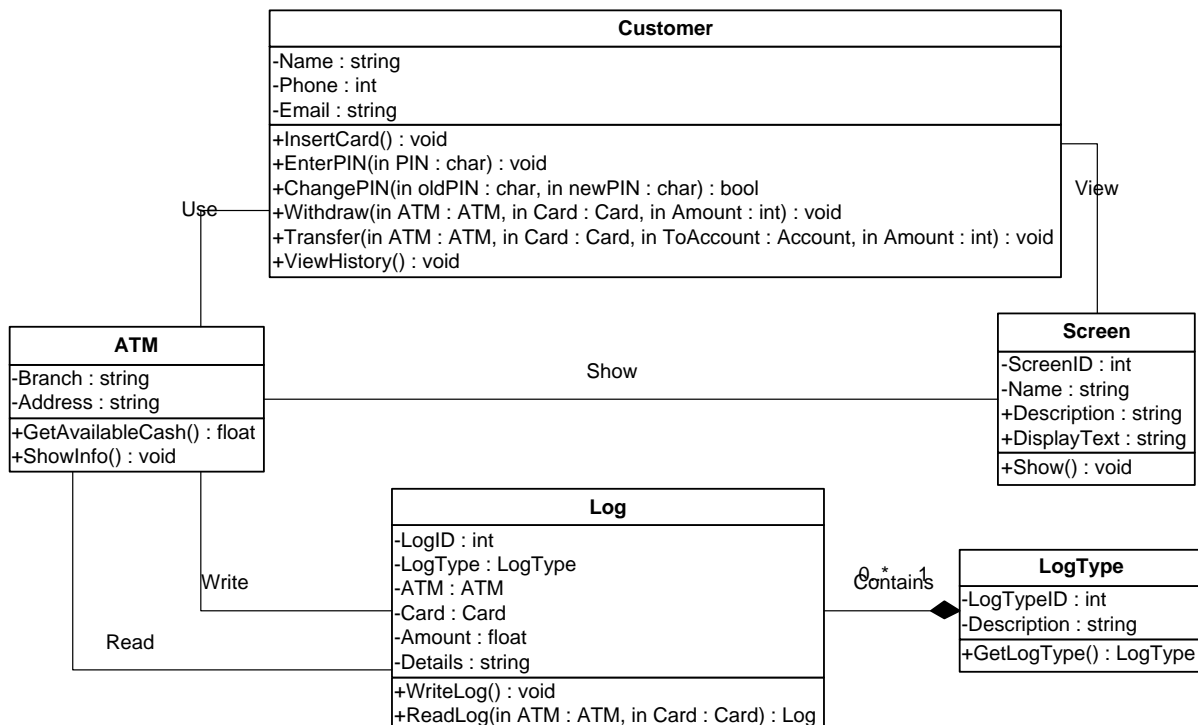 Customer
-Name : string
-Phone : int
-Email : string
+InsertCard() : void
+EnterPIN(in PIN : char) : void
+ChangePIN(in oldPIN : char, in newPIN : char) : bool
+Withdraw(in ATM : ATM, in Card : Card, in Amount : int) : void
+Transfer(in ATM : ATM, in Card : Card, in ToAccount : Account, in Amount : int) : void
+ViewHistory() : void
Use
View
ATM
-Branch : string
-Address : string
+GetAvailableCash() : float
+ShowInfo() : void
Show
Screen
-ScreenID : int
-Name : string
+Description : string
+DisplayText : string
+Show() : void
Write
Read
Log
-LogID : int
-LogType : LogType
-ATM : ATM
-Card : Card
-Amount : float
-Details : string
+WriteLog() : void
+ReadLog(in ATM : ATM, in Card : Card) : Log
0..* 1
Contains
LogType
-LogTypeID : int
-Description : string
+GetLogType() : LogType